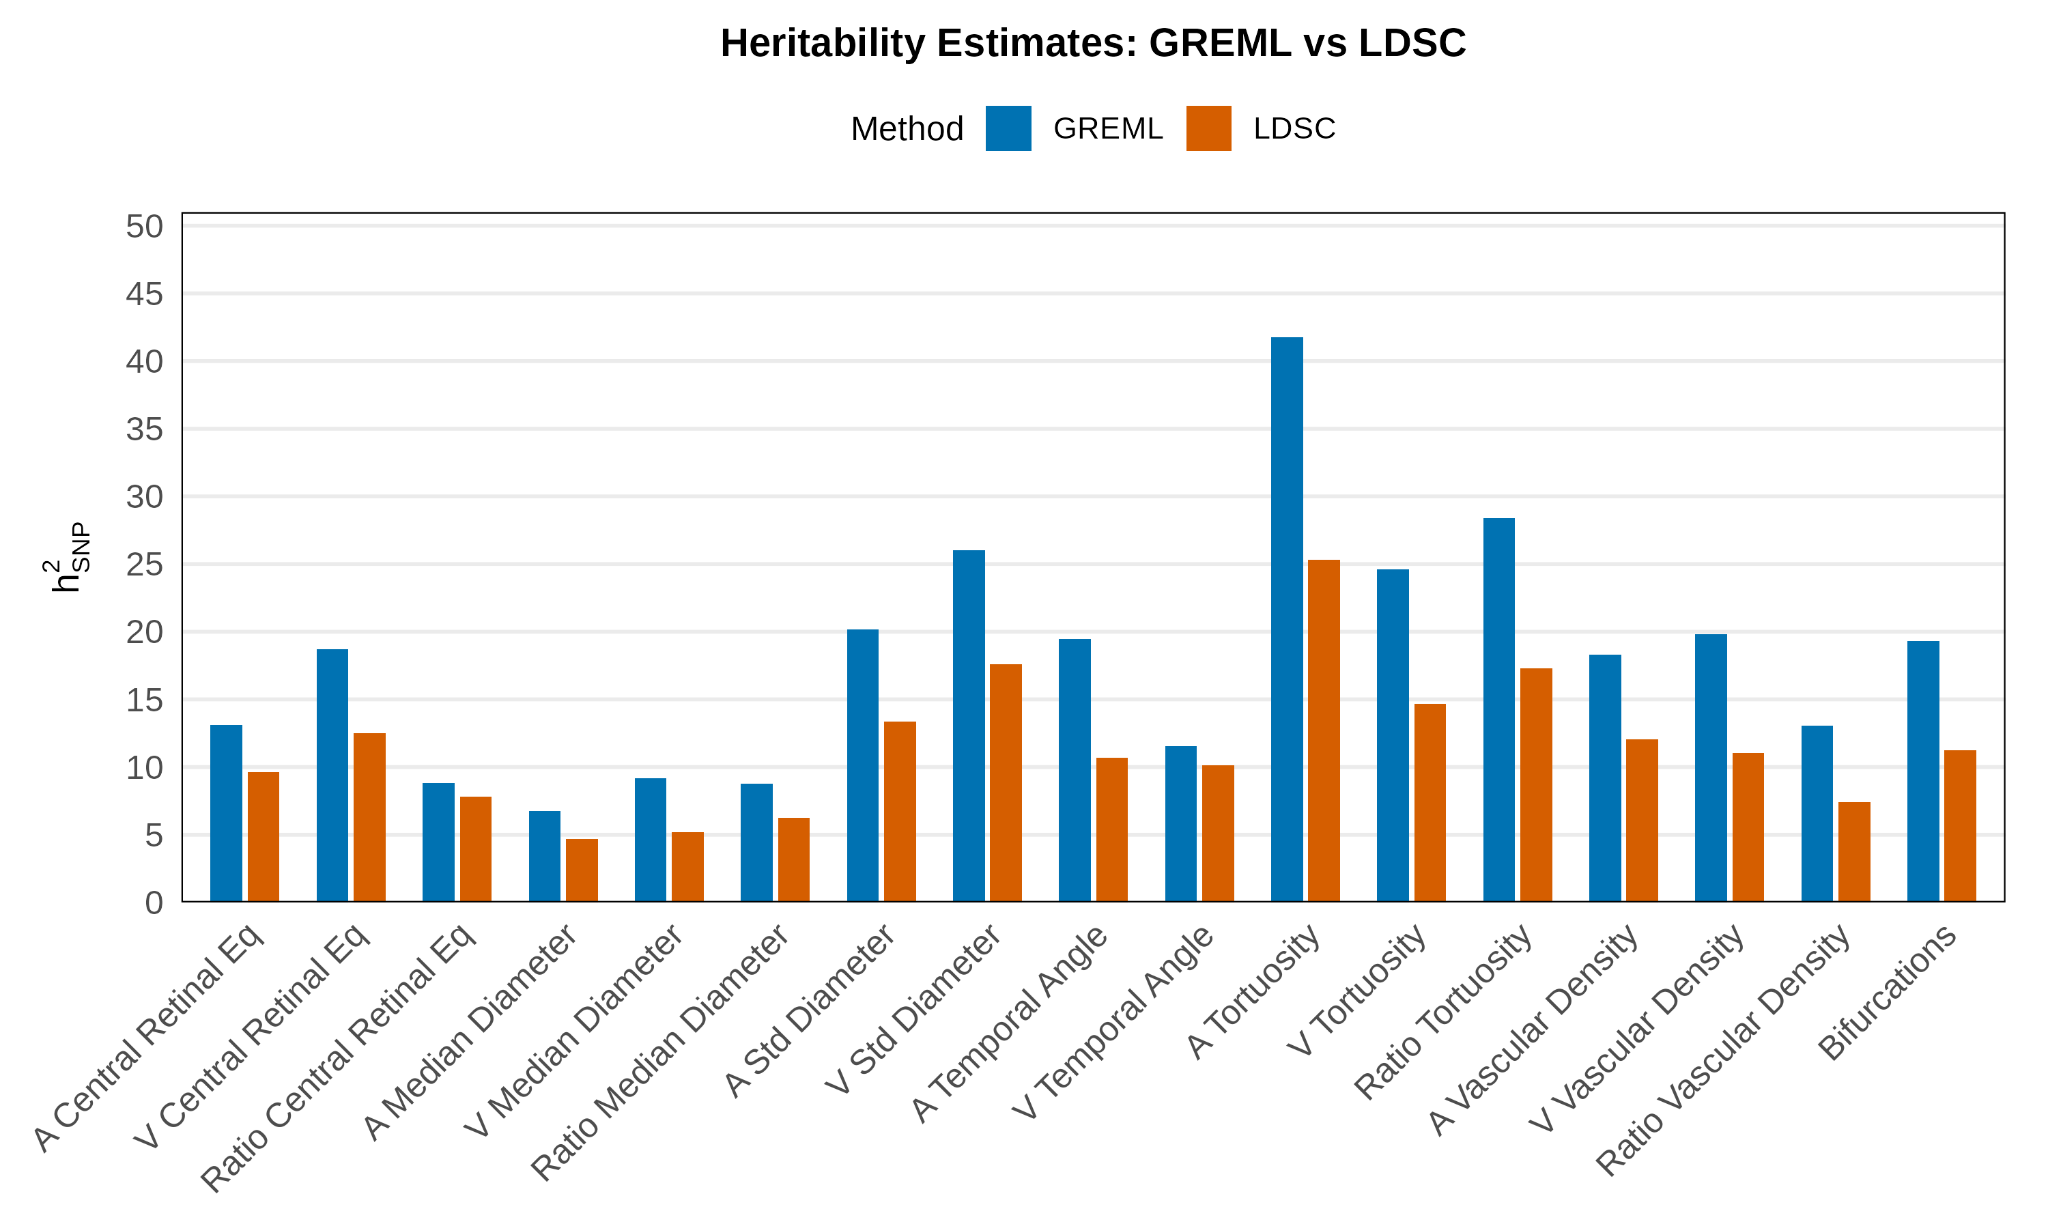 Heritability Estimates: GREML vs LDSC
Method GREML LDSC
50
45
40
35
30
25
20
15
10
5
0
h²SNP
A Central Retinal Eq
V Central Retinal Eq
Ratio Central Retinal Eq
A Median Diameter
V Median Diameter
Ratio Median Diameter
A Std Diameter
V Std Diameter
A Temporal Angle
V Temporal Angle
A Tortuosity
V Tortuosity
Ratio Tortuosity
A Vascular Density
V Vascular Density
Ratio Vascular Density
Bifurcations